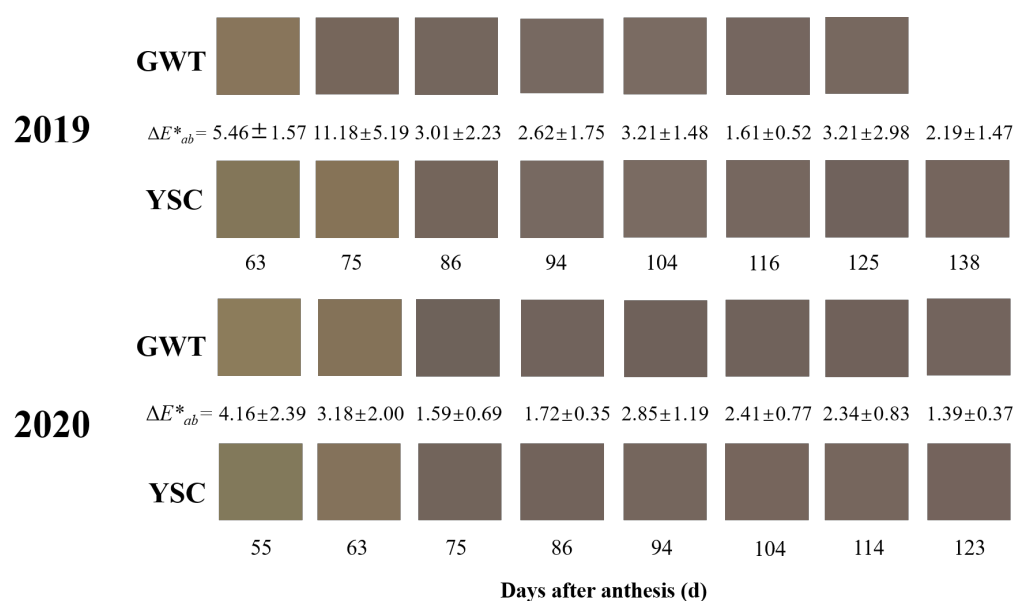 GWT
2019
ΔE*ab= 5.46±1.57 11.18±5.19 3.01±2.23 2.62±1.75 3.21±1.48 1.61±0.52 3.21±2.98 2.19±1.47
YSC
63 75 86 94 104 116 125 138
GWT
2020
ΔE*ab= 4.16±2.39 3.18±2.00 1.59±0.69 1.72±0.35 2.85±1.19 2.41±0.77 2.34±0.83 1.39±0.37
YSC
55 63 75 86 94 104 114 123
Days after anthesis (d)